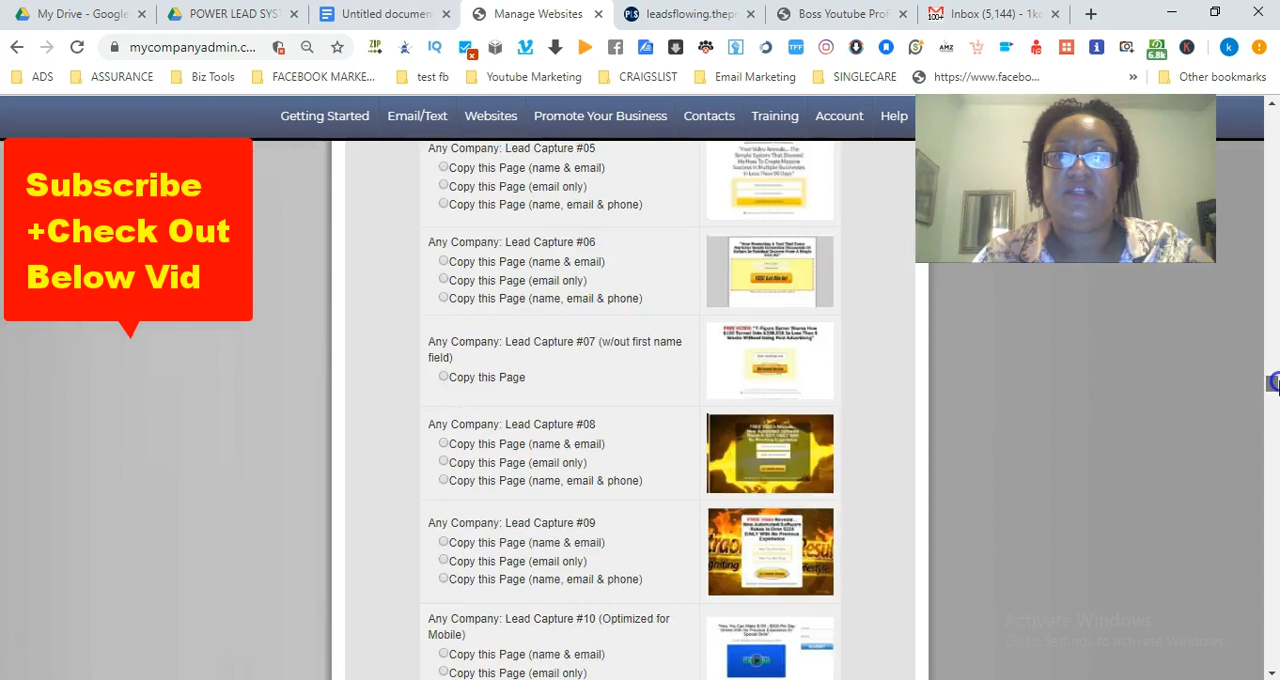 My Drive - Google
POWER LEAD SYS
Untitled documen
Manage Websites
leadsflowing.thep
Boss Youtube Prof
Inbox (5,144) - 1k
mycompanyadmin.c...
ADS
ASSURANCE
Biz Tools
FACEBOOK MARKE...
test fb
Youtube Marketing
CRAIGSLIST
Email Marketing
SINGLECARE
https://www.facebo...
Other bookmarks
Getting Started
Email/Text
Websites
Promote Your Business
Contacts
Training
Account
Help
Subscribe
+Check Out
Below Vid
Any Company: Lead Capture #05
Copy this Page (name & email)
Copy this Page (email only)
Copy this Page (name, email & phone)
Any Company: Lead Capture #06
Copy this Page (name & email)
Copy this Page (email only)
Copy this Page (name, email & phone)
Any Company: Lead Capture #07 (w/out first name
field)
Copy this Page
Any Company: Lead Capture #08
Copy this Page (name & email)
Copy this Page (email only)
Copy this Page (name, email & phone)
Any Company: Lead Capture #09
Copy this Page (name & email)
Copy this Page (email only)
Copy this Page (name, email & phone)
Any Company: Lead Capture #10 (Optimized for
Mobile)
Copy this Page (name & email)
Copy this Page (email only)
Activate Windows
Go to Settings to activate Windows.